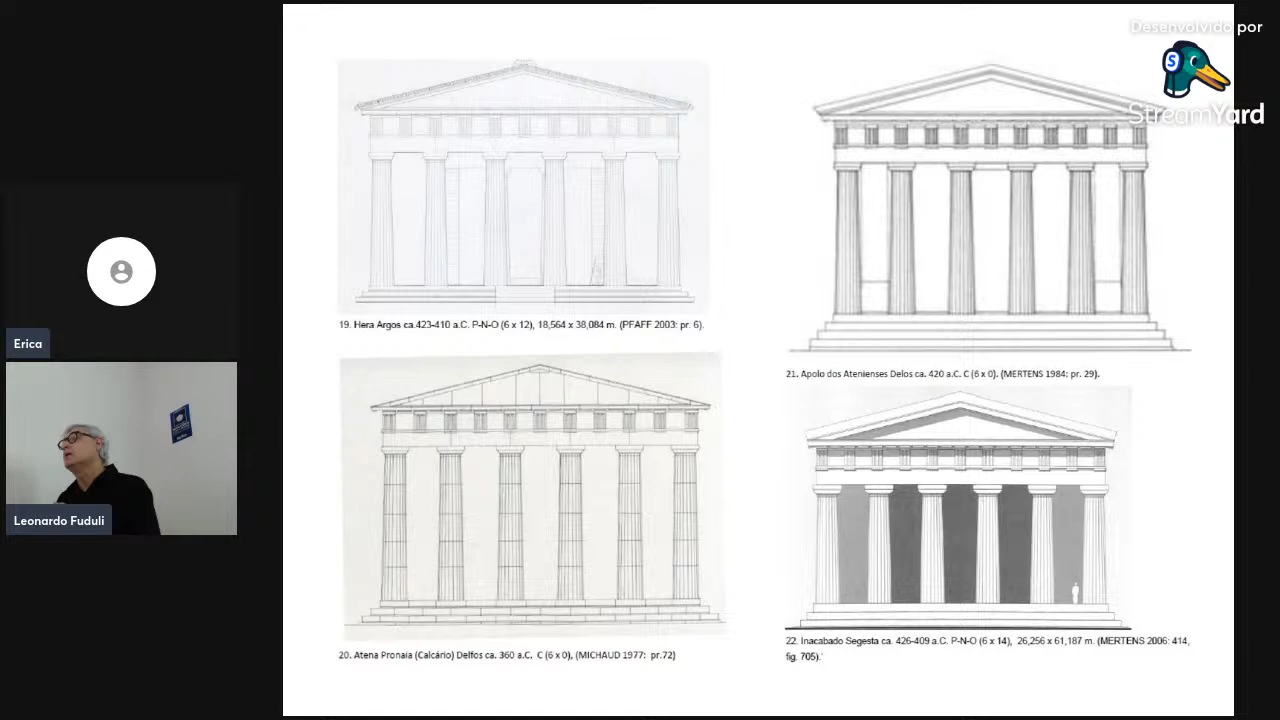 Desenvolvido por
S
StreamYard
Erica
Leonardo Fuduli
19. Hera Argos ca.423-410 a.C. P-N-O (6 x 12), 18,564 x 38,084 m. (PFAFF 2003: pr. 6).
20. Atena Pronaia (Calcário) Delfos ca. 360 a.C. C (6 x 0), (MICHAUD 1977: pr.72)
21. Apolo dos Atenienses Delos ca. 420 a.C. C (6 x 0). (MERTENS 1984: pr. 29).
22. Inacabado Segesta ca. 426-409 a.C. P-N-O (6 x 14), 26,256 x 61,187 m. (MERTENS 2006: 414,
fig. 705).